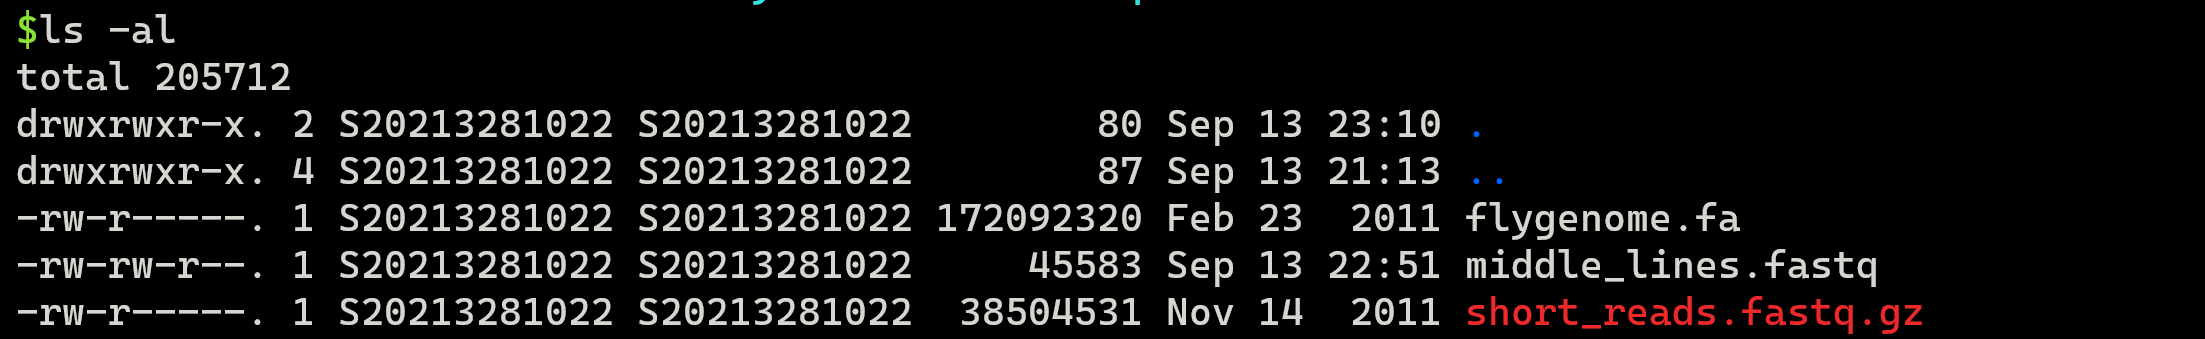 $ls -al
total 205712
drwxrwxr-x. 2 S20213281022 S20213281022        80 Sep 13 23:10 .
drwxrwxr-x. 4 S20213281022 S20213281022        87 Sep 13 21:13 ..
-rw-r-----. 1 S20213281022 S20213281022 172092320 Feb 23  2011 flygenome.fa
-rw-rw-r--. 1 S20213281022 S20213281022     45583 Sep 13 22:51 middle_lines.fastq
-rw-r-----. 1 S20213281022 S20213281022  38504531 Nov 14  2011 short_reads.fastq.gz